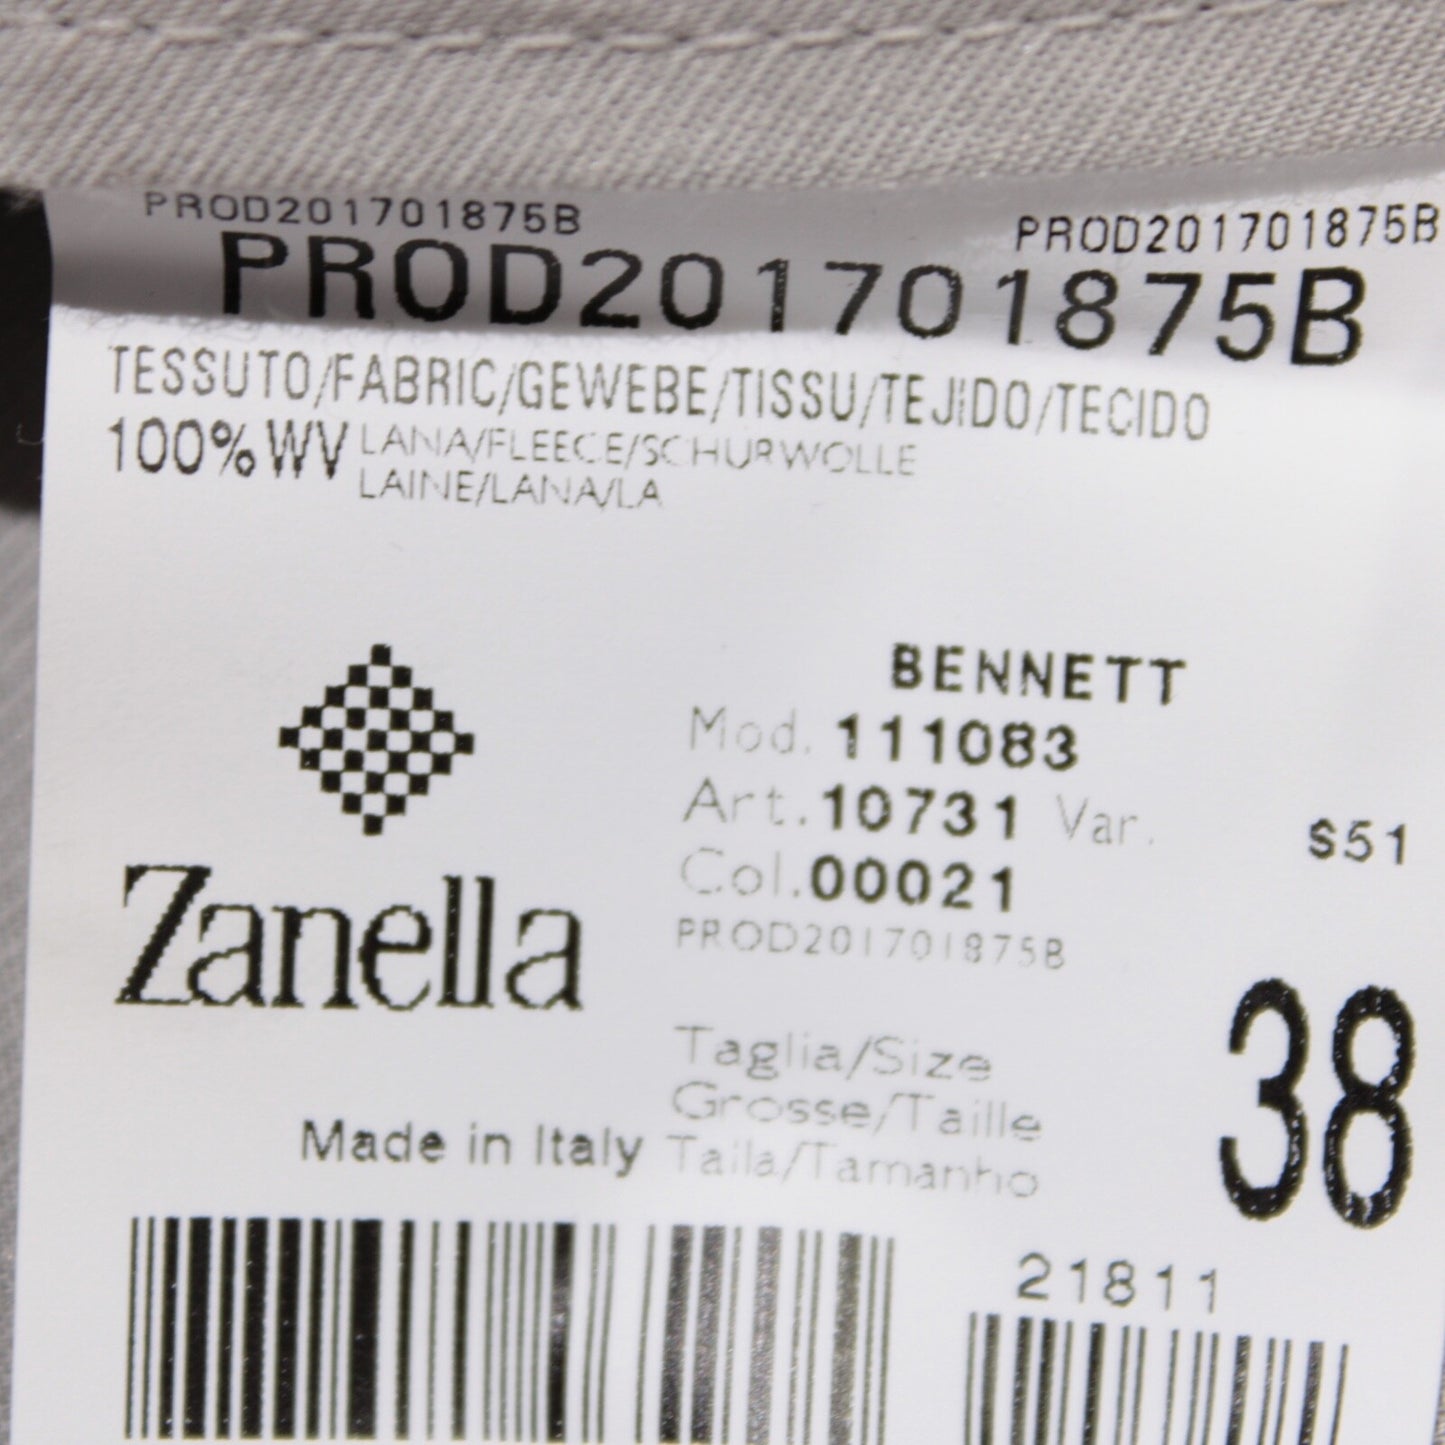 PROD201701875B PROD201701875B
PROD201701875B
TESSUTO/FABRIC/GEWEBE/TISSU/TEJIDO/TECIDO
100% WV LANA/FLEECE/SCHURWOLLE
LAINE/LANA/LA
BENNETT
Mod. 111083
Art. 10731 Var. S51
Col. 00021
PROD201701875B
Zanella
Taglia/Size
Grosse/Taille
Talla/Tamanho
38
Made in Italy
21811